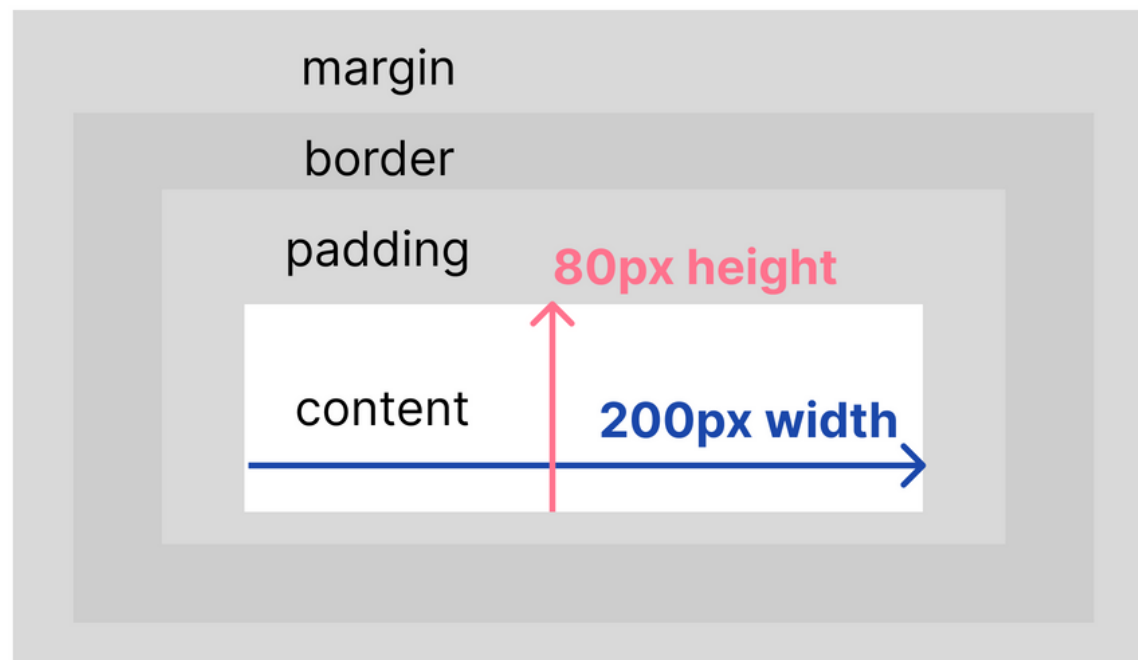 margin
border
padding
80px height
content
200px width